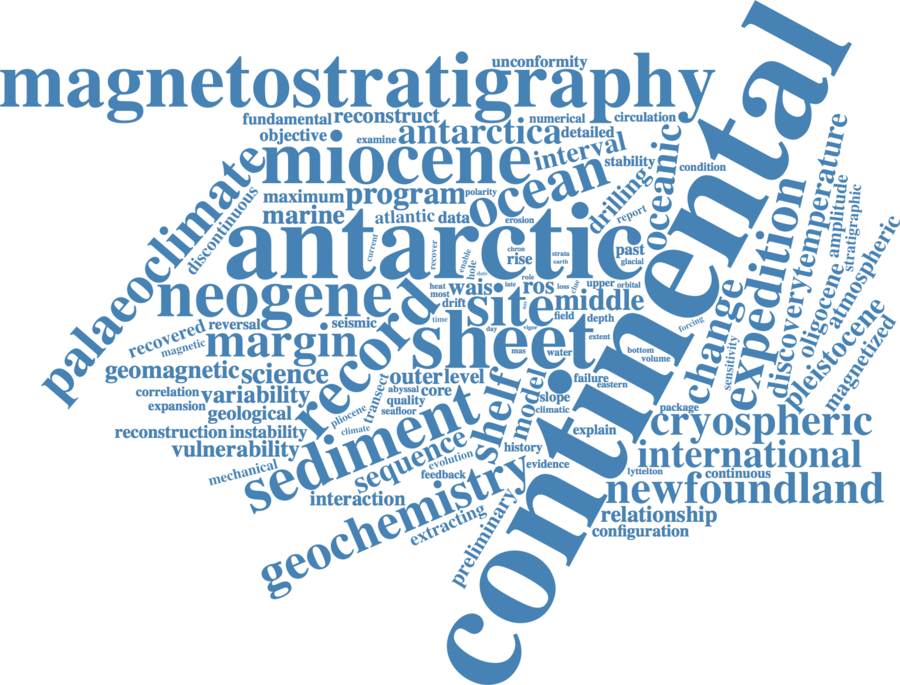 unconformity
magnetostratigraphy
fundamental
reconstruct
numerical
circulation
objective
examine
antarctica
detailed
miocene
interval
stability
condition
palaeoclimate
discontinuous
maximum
program
polarity
ocean
drilling
oceanic
continental
marine
atlantic
data
erosion
report
antarctic
current
recover
enable
hole
chron
rise
strata
earth
past
glacial
date
role
neogene
heat
most
wais
late
ros
loss
upper
orbital
drift
site
middle
record
time
field
depth
recovered
reversal
seismic
magnetic
margin
sheet
day
vigor
extent
forcing
mas
water
bottom
volume
change
sensitivity
expedition
discovery
temperature
oligocene
amplitude
stratigraphic
atmospheric
pleistocene
magnetized
geomagnetic
science
outer
level
failure
eastern
correlation
variability
transect
abyssal
core
quality
seafloor
shelf
model
slope
climatic
expansion
geological
pliocene
climate
package
reconstruction
instability
sediment
explain
cryospheric
vulnerability
sequence
history
international
mechanical
evolution
feedback
evidence
lyttelton
continuous
interaction
geochemistry
newfoundland
extracting
preliminary
relationship
configuration